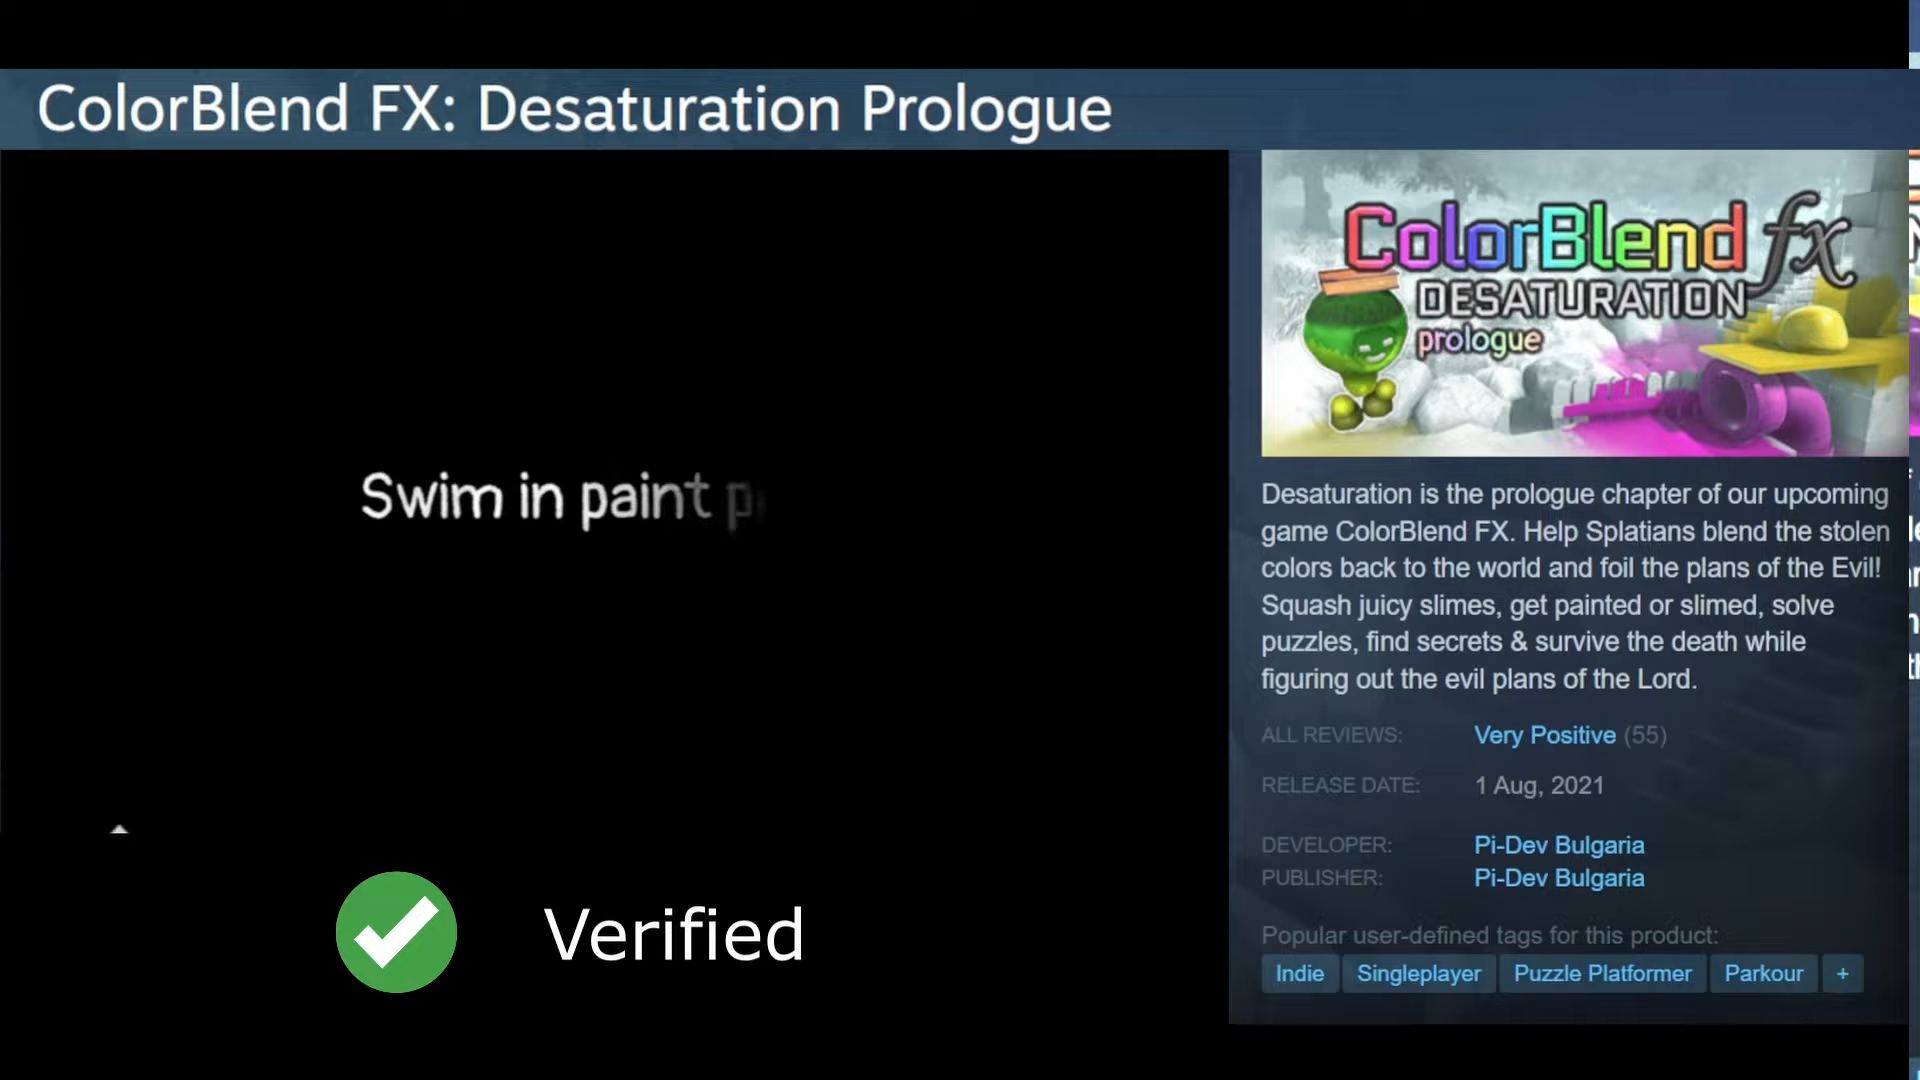 ColorBlend FX: Desaturation Prologue
ColorBlend fx
DESATURATION
prologue
Swim in paint
Desaturation is the prologue chapter of our upcoming
game ColorBlend FX. Help Splatians blend the stolen
colors back to the world and foil the plans of the Evil!
Squash juicy slimes, get painted or slimed, solve
puzzles, find secrets & survive the death while
figuring out the evil plans of the Lord.
ALL REVIEWS: Very Positive (55)
RELEASE DATE: 1 Aug, 2021
DEVELOPER: Pi-Dev Bulgaria
PUBLISHER: Pi-Dev Bulgaria
Popular user-defined tags for this product:
Indie Singleplayer Puzzle Platformer Parkour +
Verified